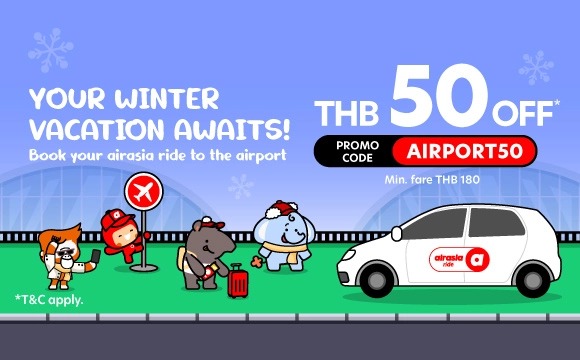 YOUR WINTER
VACATION AWAITS!
Book your airasia ride to the airport
THB 50 OFF*
PROMO CODE AIRPORT50
Min. fare THB 180
airasia
ride
a
*T&C apply.